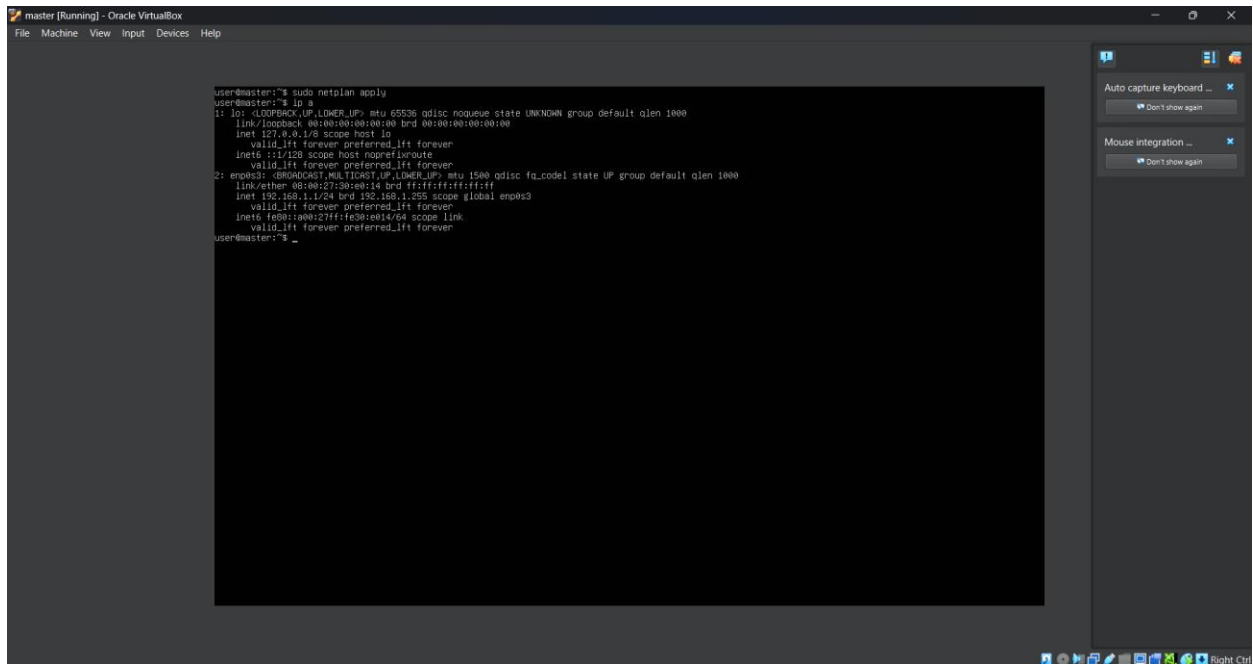 master [Running] - Oracle VirtualBox
File Machine View Input Devices Help
user@master:~$ sudo netplan apply
user@master:~$ ip a
1: lo: <LOOPBACK,UP,LOWER_UP> mtu 65536 qdisc noqueue state UNKNOWN group default qlen 1000
link/loopback 00:00:00:00:00:00 brd 00:00:00:00:00:00
inet 127.0.0.1/8 scope host lo
valid_lft forever preferred_lft forever
inet6 ::1/128 scope host noprefixroute
valid_lft forever preferred_lft forever
2: enp0s3: <BROADCAST,MULTICAST,UP,LOWER_UP> mtu 1500 qdisc fq_codel state UP group default qlen 1000
link/ether 08:00:27:30:e0:14 brd ff:ff:ff:ff:ff:ff
inet 192.168.1.1/24 brd 192.168.1.255 scope global enp0s3
valid_lft forever preferred_lft forever
inet6 fe80::a00:27ff:fe30:e014/64 scope link
valid_lft forever preferred_lft forever
user@master:~$ _
Auto capture keyboard ...
Don't show again
Mouse integration ...
Don't show again
Right Ctrl